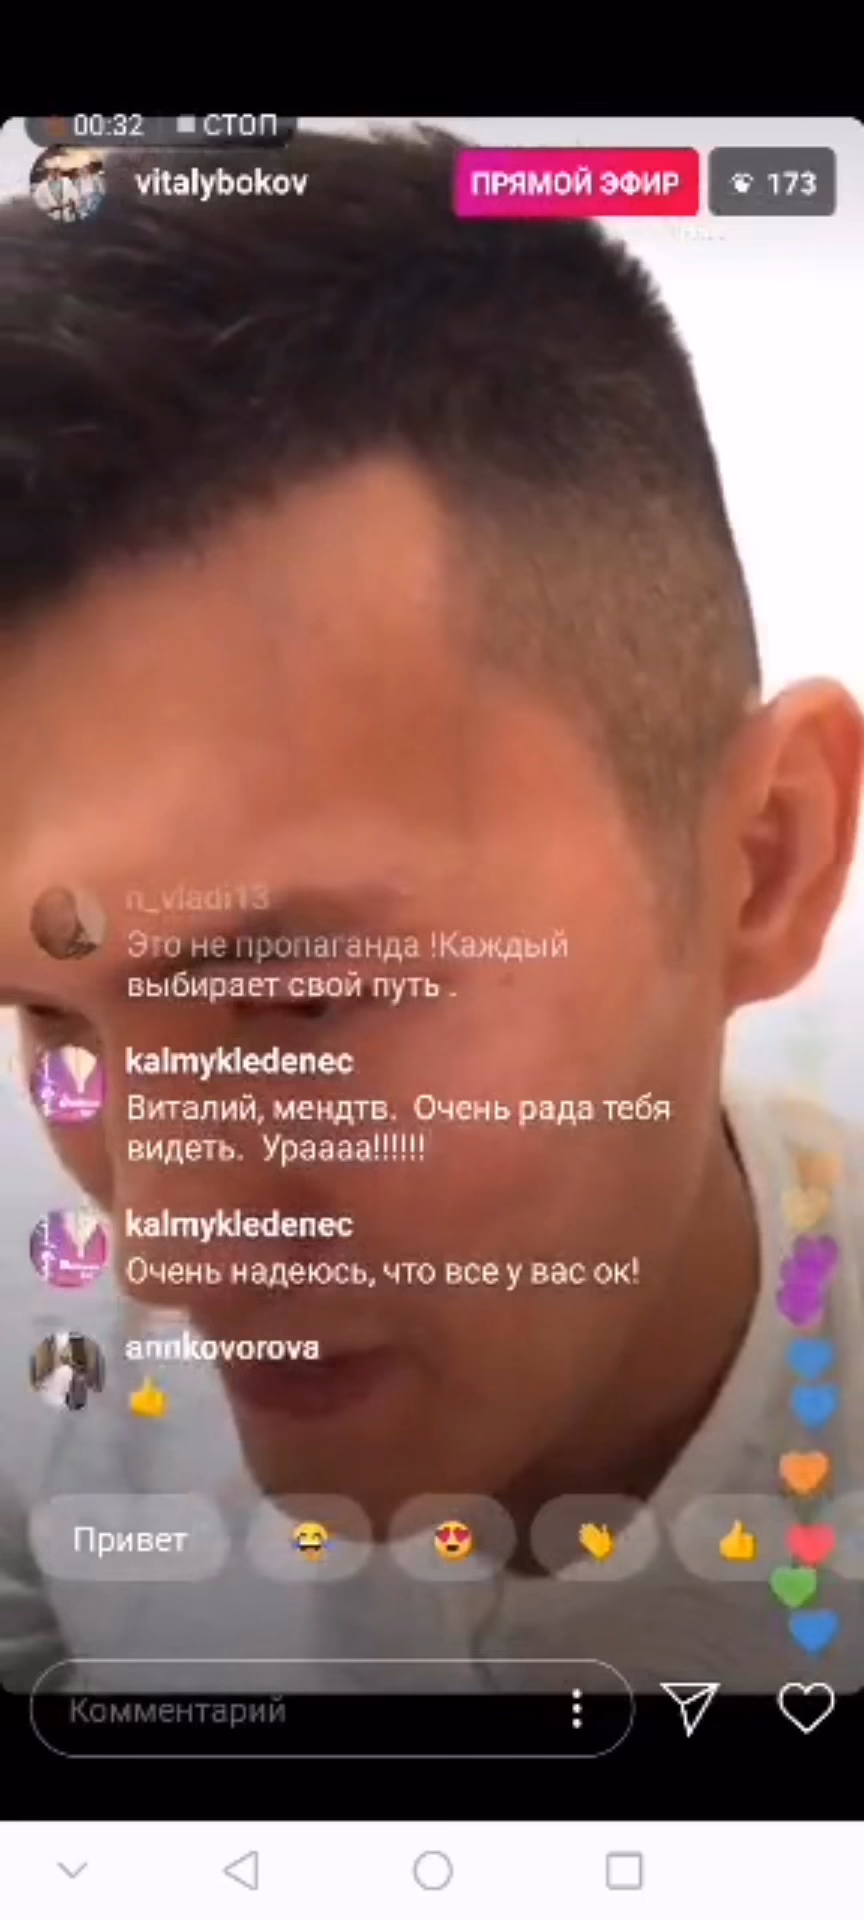 00:32 СТОП
vitalybokov ПРЯМОЙ ЭФИР 173
n_vladi13
Это не пропаганда !Каждый
выбирает свой путь .
kalmykledenec
Виталий, мендтв. Очень рада тебя
видеть. Ураааа!!!!!!
kalmykledenec
Очень надеюсь, что все у вас ок!
annkovorova
👍
Привет 😂 😍 👏 👍
Комментарий